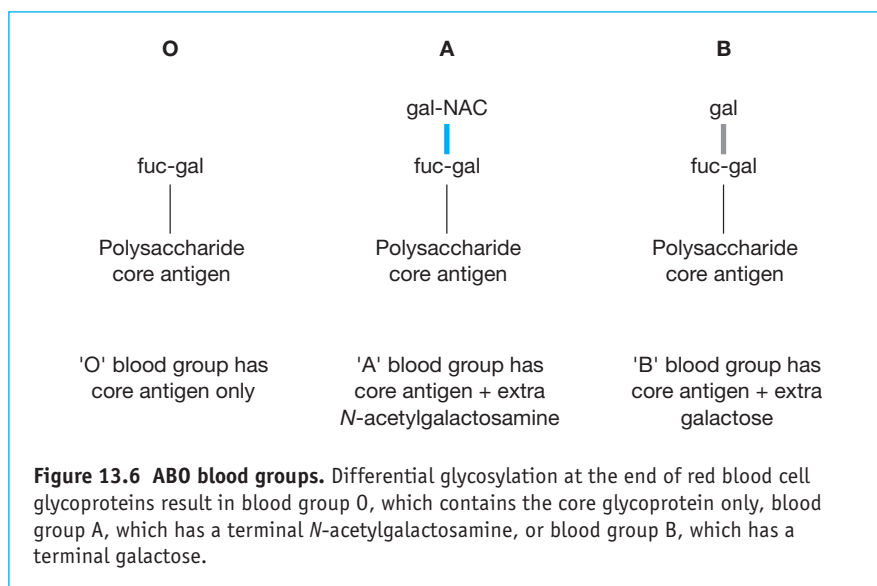 O A B
gal-NAC gal
fuc-gal fuc-gal fuc-gal
Polysaccharide Polysaccharide Polysaccharide
core antigen core antigen core antigen
'O' blood group has 'A' blood group has 'B' blood group has
core antigen only core antigen + extra core antigen + extra
N-acetylgalactosamine galactose
Figure 13.6 ABO blood groups. Differential glycosylation at the end of red blood cell
glycoproteins result in blood group O, which contains the core glycoprotein only, blood
group A, which has a terminal N-acetylgalactosamine, or blood group B, which has a
terminal galactose.